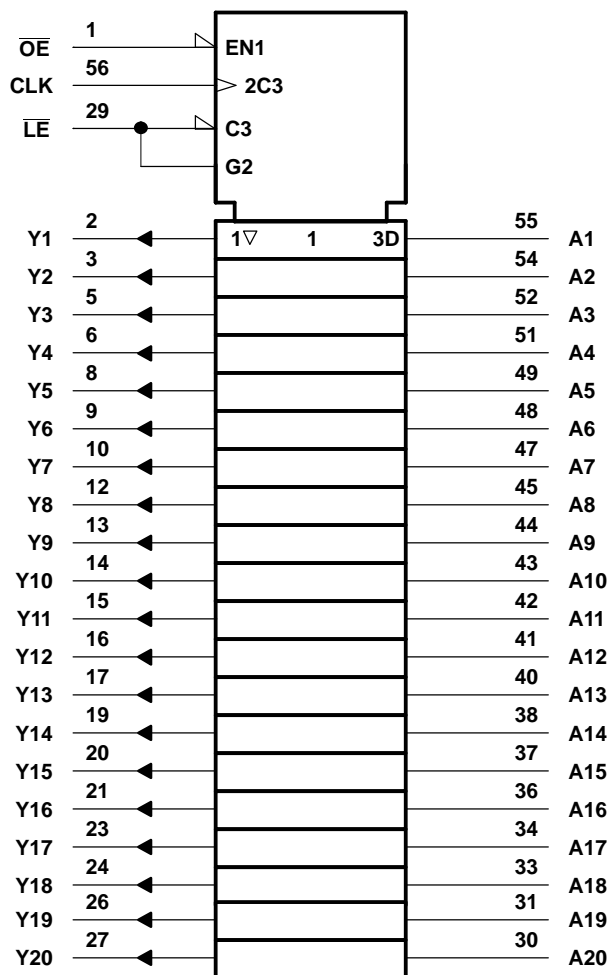 OE 1 EN1
CLK 56 2C3
LE 29 C3
G2
Y1 2 1▽ 1 3D 55 A1
Y2 3 54 A2
Y3 5 52 A3
Y4 6 51 A4
Y5 8 49 A5
Y6 9 48 A6
Y7 10 47 A7
Y8 12 45 A8
Y9 13 44 A9
Y10 14 43 A10
Y11 15 42 A11
Y12 16 41 A12
Y13 17 40 A13
Y14 19 38 A14
Y15 20 37 A15
Y16 21 36 A16
Y17 23 34 A17
Y18 24 33 A18
Y19 26 31 A19
Y20 27 30 A20